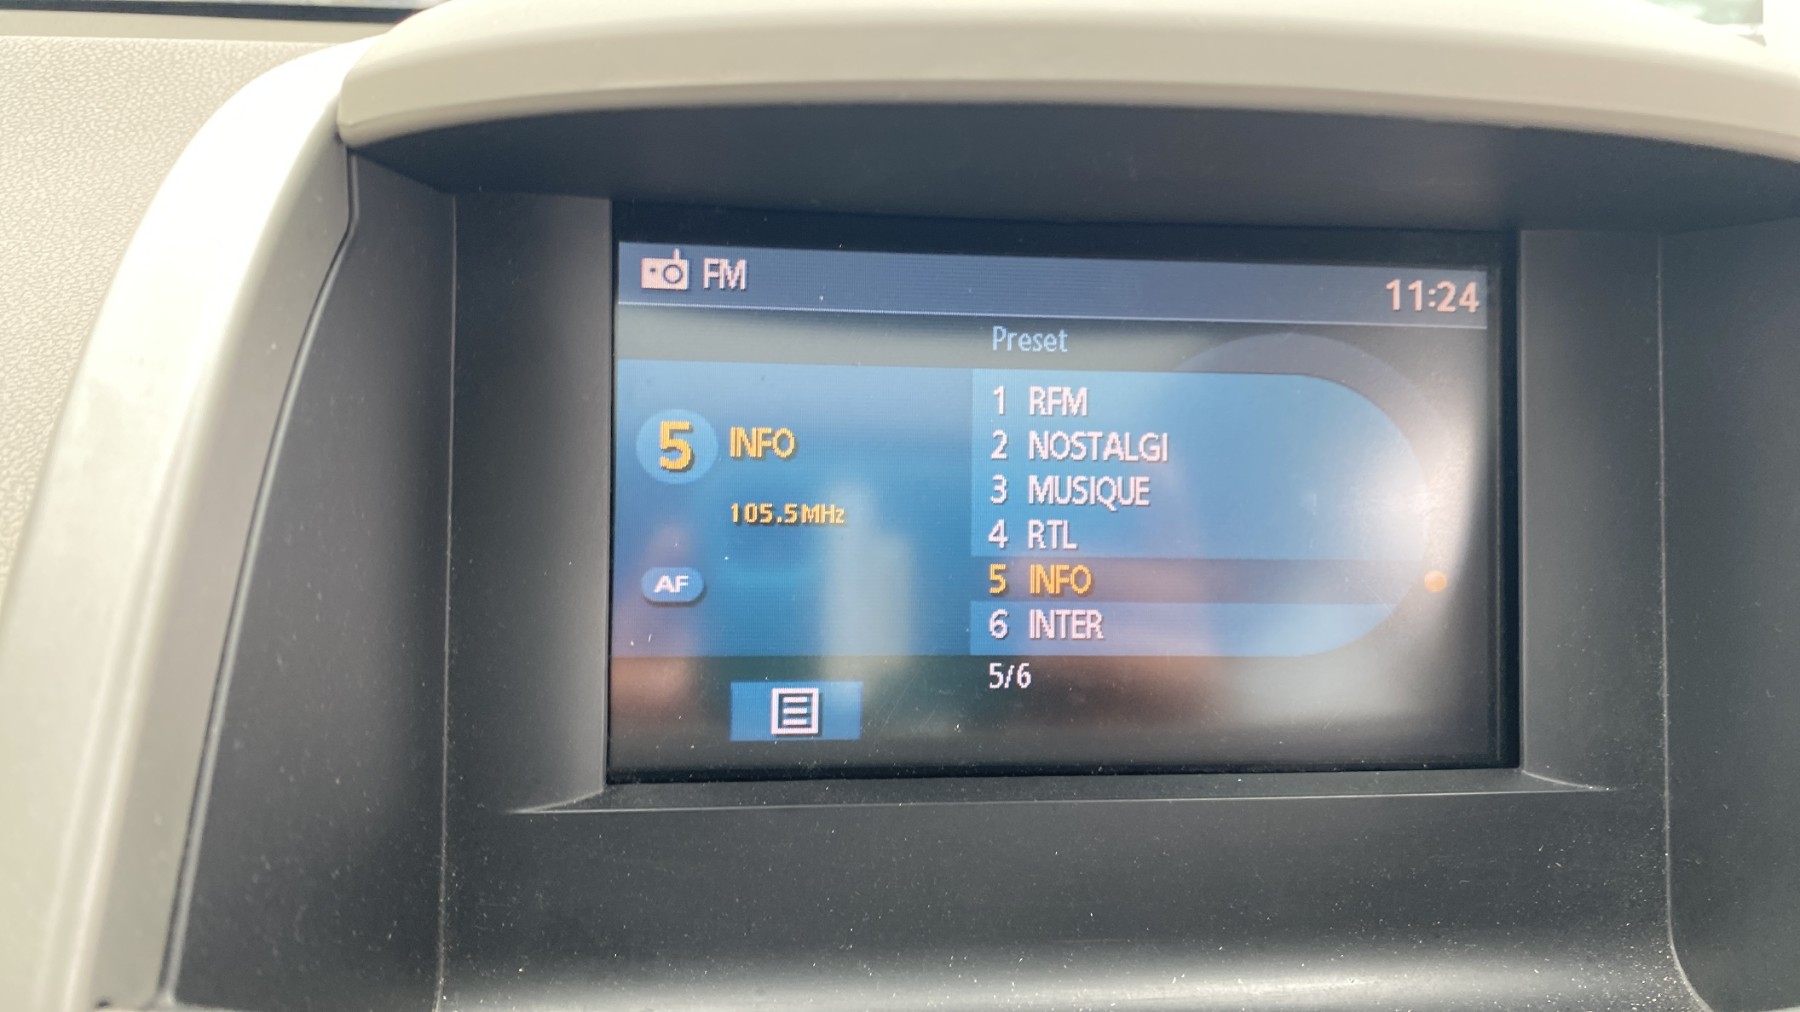 FM
11:24
Preset
5 INFO
105.5MHz
AF
1 RFM
2 NOSTALGI
3 MUSIQUE
4 RTL
5 INFO
6 INTER
5/6